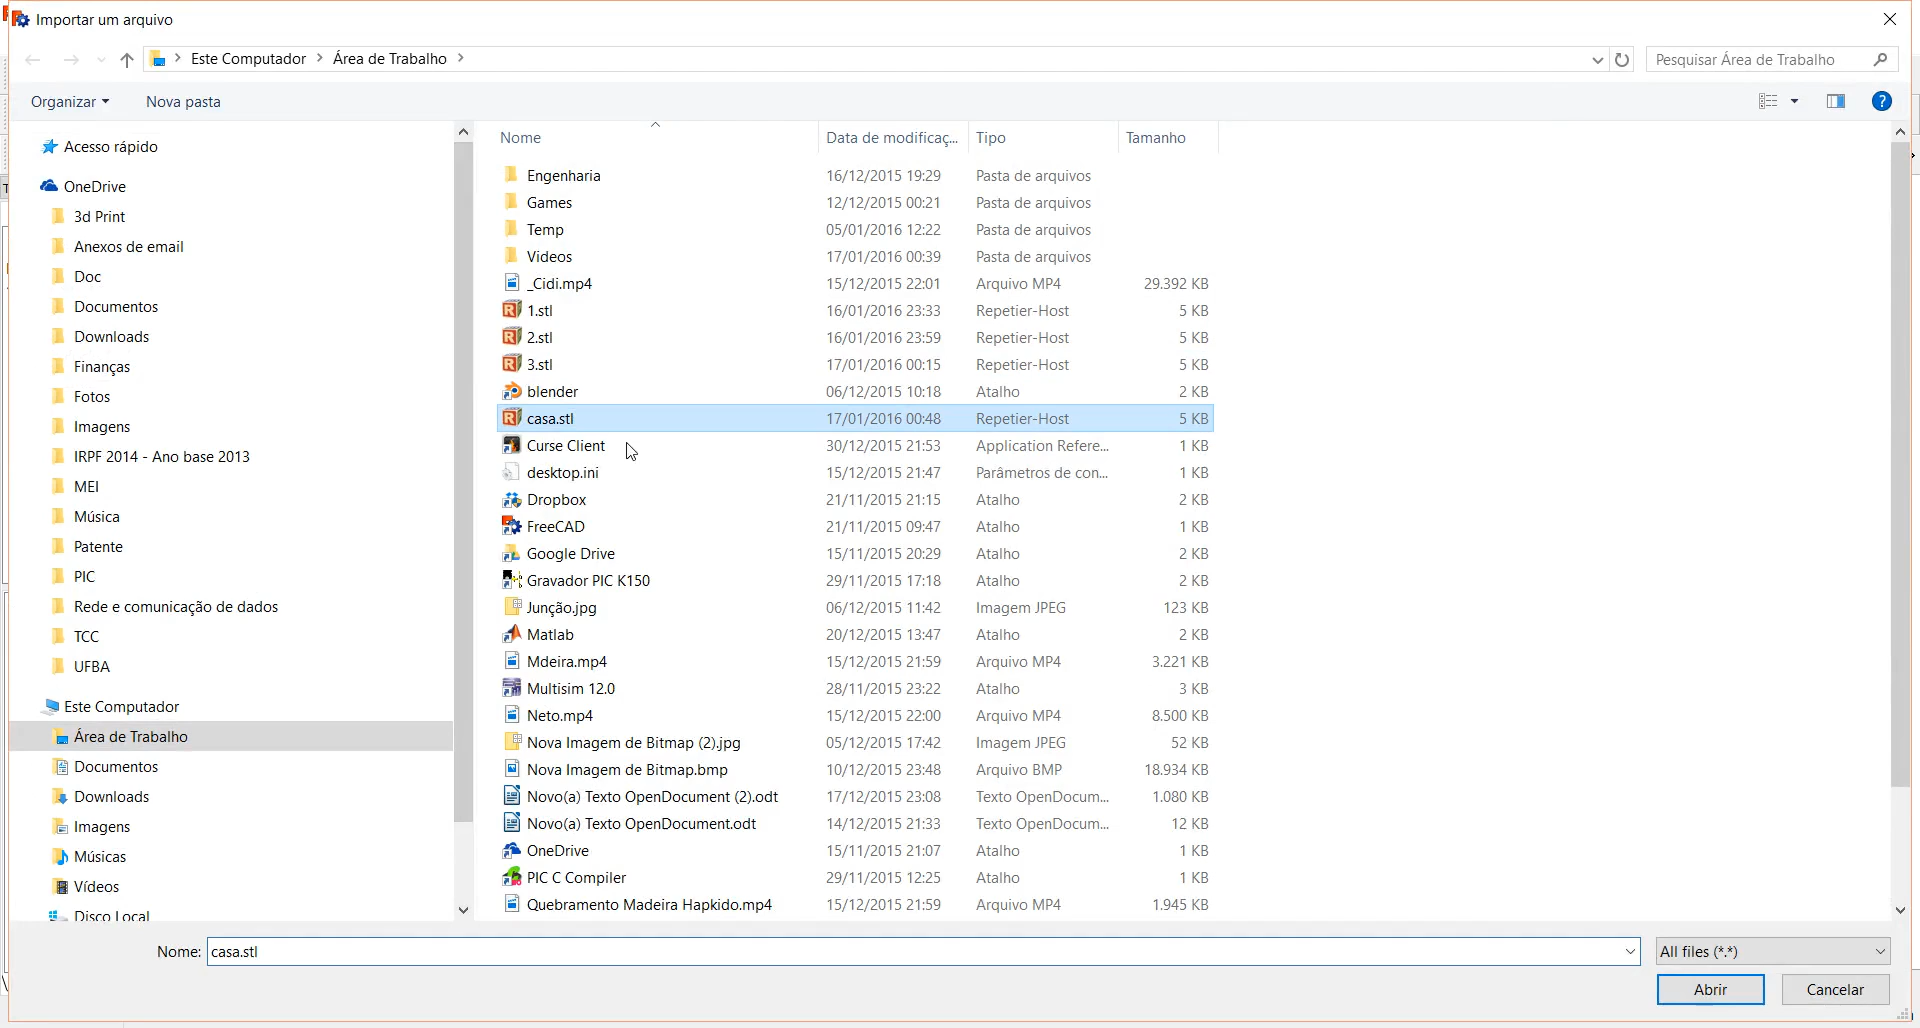 Importar um arquivo
Este Computador Área de Trabalho
Pesquisar Área de Trabalho
Organizar Nova pasta
Acesso rápido
OneDrive
3d Print
Anexos de email
Doc
Documentos
Downloads
Finanças
Fotos
Imagens
IRPF 2014 - Ano base 2013
MEI
Música
Patente
PIC
Rede e comunicação de dados
TCC
UFBA
Este Computador
Área de Trabalho
Documentos
Downloads
Imagens
Músicas
Vídeos
Disco Local
Nome Data de modificaç... Tipo Tamanho
Engenharia 16/12/2015 19:29 Pasta de arquivos
Games 12/12/2015 00:21 Pasta de arquivos
Temp 05/01/2016 12:22 Pasta de arquivos
Videos 17/01/2016 00:39 Pasta de arquivos
_Cidi.mp4 15/12/2015 22:01 Arquivo MP4 29.392 KB
1.stl 16/01/2016 23:33 Repetier-Host 5 KB
2.stl 16/01/2016 23:59 Repetier-Host 5 KB
3.stl 17/01/2016 00:15 Repetier-Host 5 KB
blender 06/12/2015 10:18 Atalho 2 KB
casa.stl 17/01/2016 00:48 Repetier-Host 5 KB
Curse Client 30/12/2015 21:53 Application Refere... 1 KB
desktop.ini 15/12/2015 21:47 Parâmetros de con... 1 KB
Dropbox 21/11/2015 21:15 Atalho 2 KB
FreeCAD 21/11/2015 09:47 Atalho 1 KB
Google Drive 15/11/2015 20:29 Atalho 2 KB
Gravador PIC K150 29/11/2015 17:18 Atalho 2 KB
Junção.jpg 06/12/2015 11:42 Imagem JPEG 123 KB
Matlab 20/12/2015 13:47 Atalho 2 KB
Mdeira.mp4 15/12/2015 21:59 Arquivo MP4 3.221 KB
Multisim 12.0 28/11/2015 23:22 Atalho 3 KB
Neto.mp4 15/12/2015 22:00 Arquivo MP4 8.500 KB
Nova Imagem de Bitmap (2).jpg 05/12/2015 17:42 Imagem JPEG 52 KB
Nova Imagem de Bitmap.bmp 10/12/2015 23:48 Arquivo BMP 18.934 KB
Novo(a) Texto OpenDocument (2).odt 17/12/2015 23:08 Texto OpenDocum... 1.080 KB
Novo(a) Texto OpenDocument.odt 14/12/2015 21:33 Texto OpenDocum... 12 KB
OneDrive 15/11/2015 21:07 Atalho 1 KB
PIC C Compiler 29/11/2015 12:25 Atalho 1 KB
Quebramento Madeira Hapkido.mp4 15/12/2015 21:59 Arquivo MP4 1.945 KB
Nome: casa.stl All files (*.*)
Abrir Cancelar